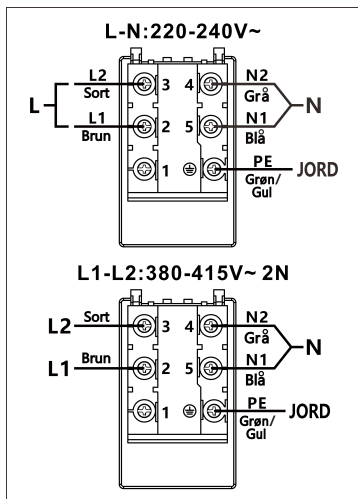 L-N:220-240V~
L2 3 4 N2
Sort Grå
L N
L1 2 5 N1
Brun Blå
1 PE JORD
Grøn/
Gul
L1-L2:380-415V~ 2N
L2 Sort 3 4 N2
Grå
N
L1 Brun 2 5 N1
Blå
1 PE JORD
Grøn/
Gul